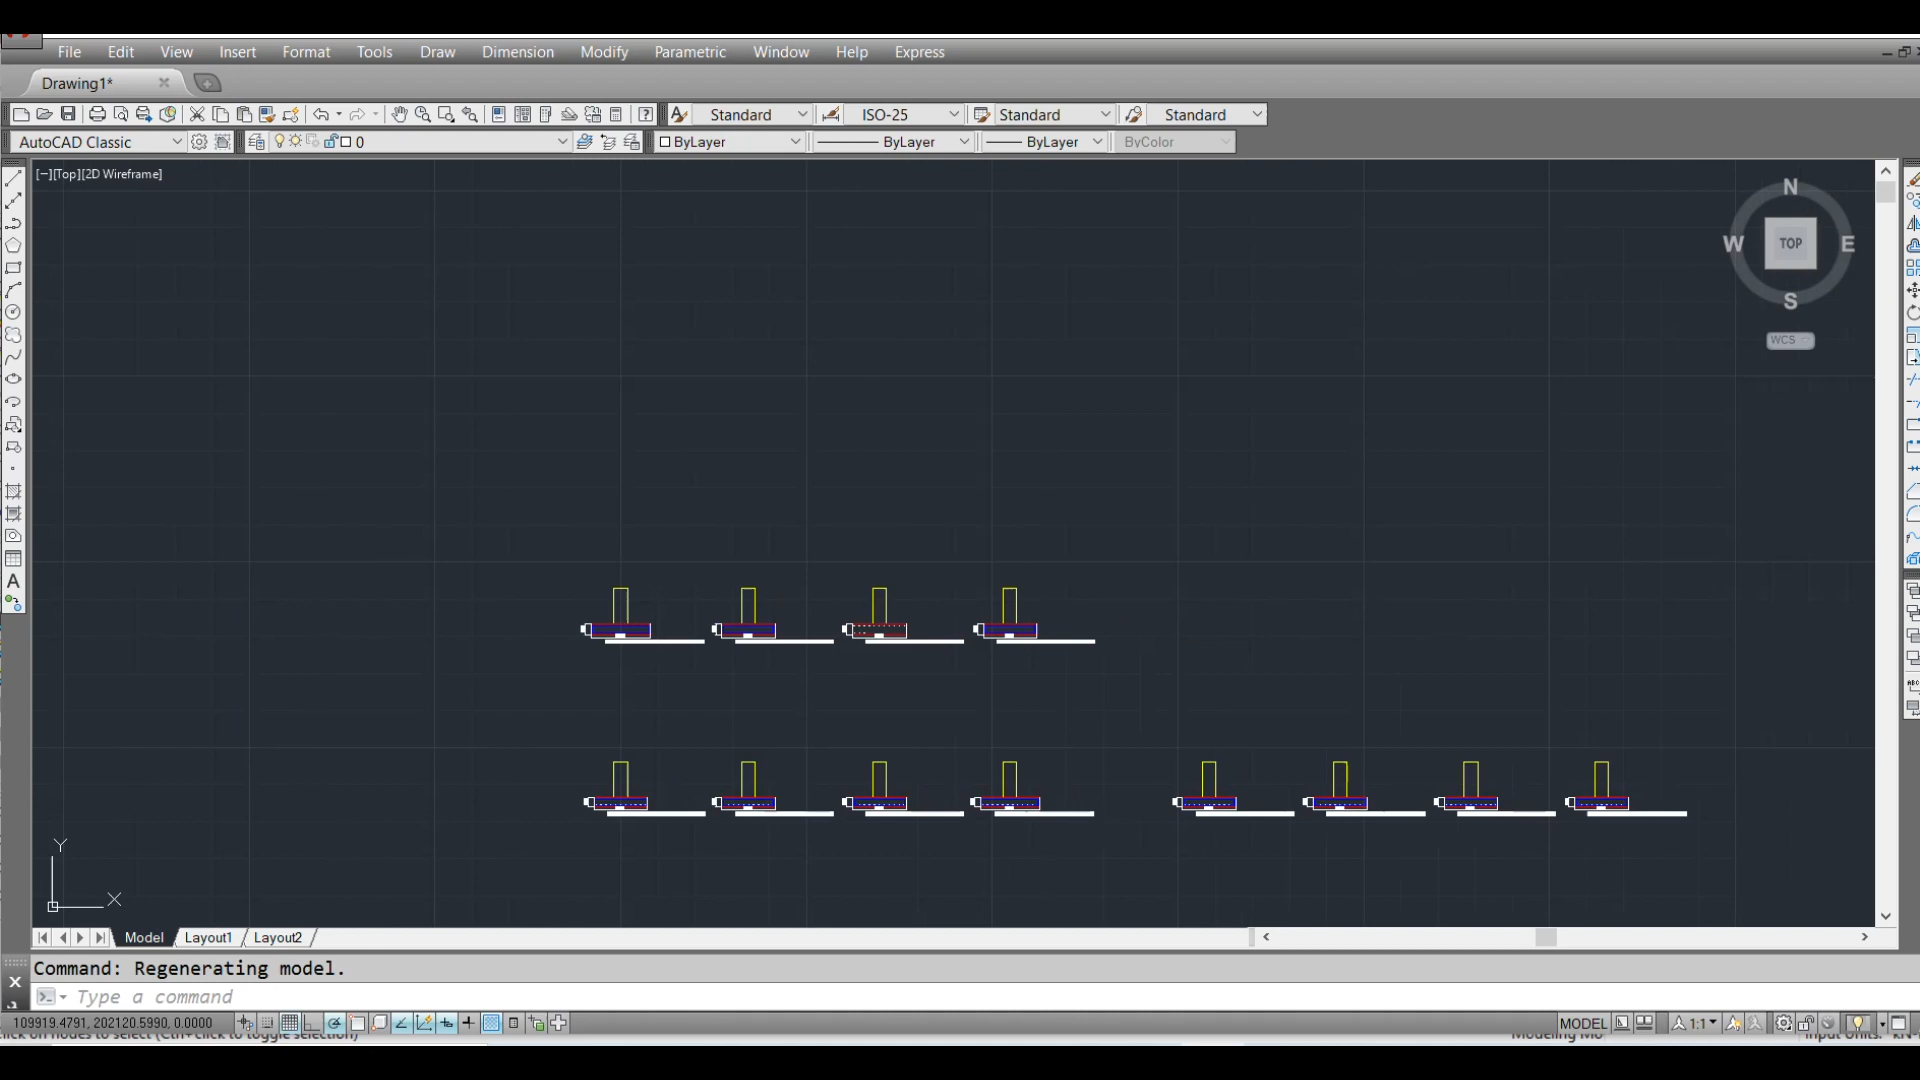 File Edit View Insert Format Tools Draw Dimension Modify Parametric Window Help Express
Drawing1*
Standard ISO-25 Standard Standard
AutoCAD Classic 0 ByLayer ByLayer ByLayer ByColor
[−][Top][2D Wireframe]
N
W TOP E
S
WCS
Y
X
Model Layout1 Layout2
Command: Regenerating model.
Type a command
109919.4791, 202120.5990, 0.0000 MODEL 1:1